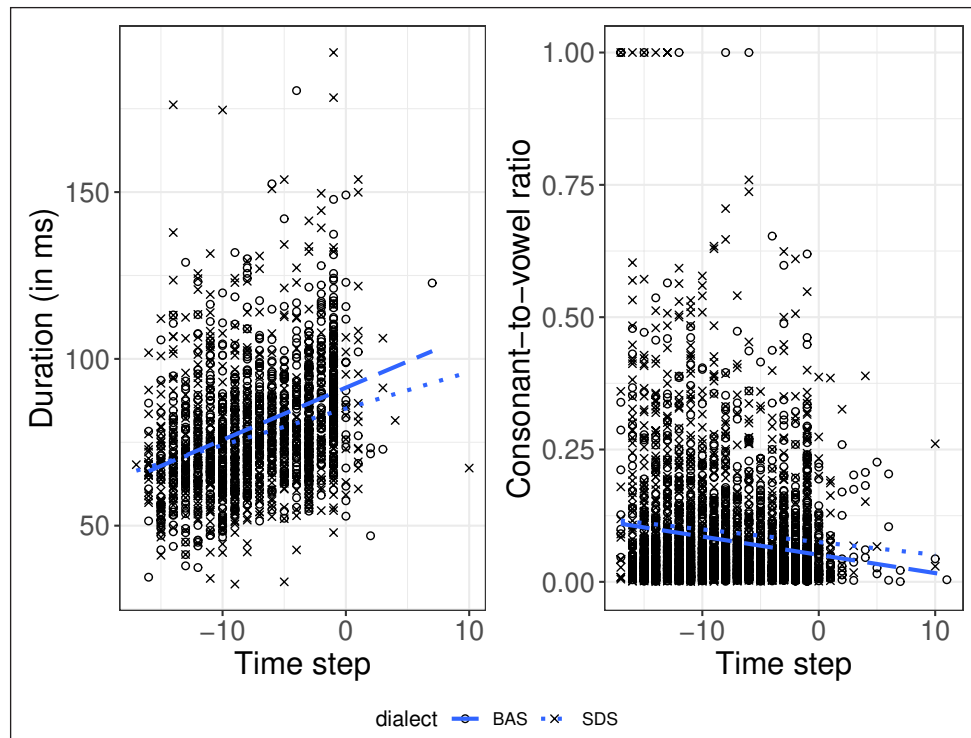 Duration (in ms)
150
100
50
−10
0
10
Time step
Consonant−to−vowel ratio
1.00
0.75
0.50
0.25
0.00
−10
0
10
Time step
dialect BAS SDS